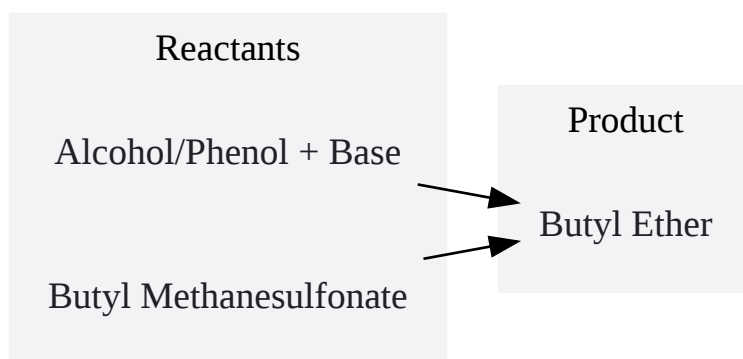 Reactants
Alcohol/Phenol + Base
Butyl Methanesulfonate
Product
Butyl Ether